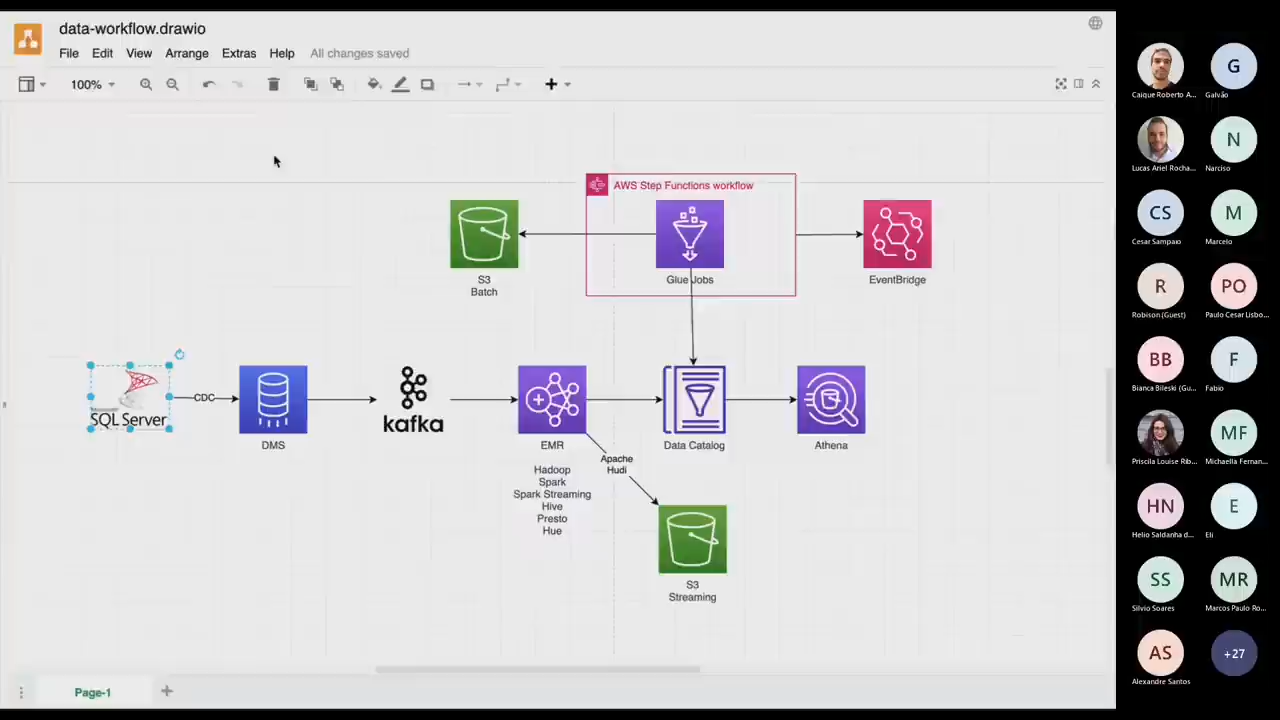 data-workflow.drawio
File Edit View Arrange Extras Help All changes saved
100%
AWS Step Functions workflow
S3
Batch
Glue Jobs
EventBridge
SQL Server
CDC
DMS
kafka
EMR
Data Catalog
Athena
Apache
Hudi
Hadoop
Spark
Spark Streaming
Hive
Presto
Hue
S3
Streaming
Page-1
Caique Roberto A...
G
Galvão
Lucas Ariel Rocha...
N
Narciso
CS
Cesar Sampaio
M
Marcelo
R
Robison (Guest)
PO
Paulo Cesar Lisbo...
BB
Bianca Bileski (Gu...
F
Fabio
Priscila Louise Rib...
MF
Michaella Fernan...
HN
Helio Saldanha d...
E
Eli
SS
Silvio Soares
MR
Marcos Paulo Ro...
AS
Alexandre Santos
+27